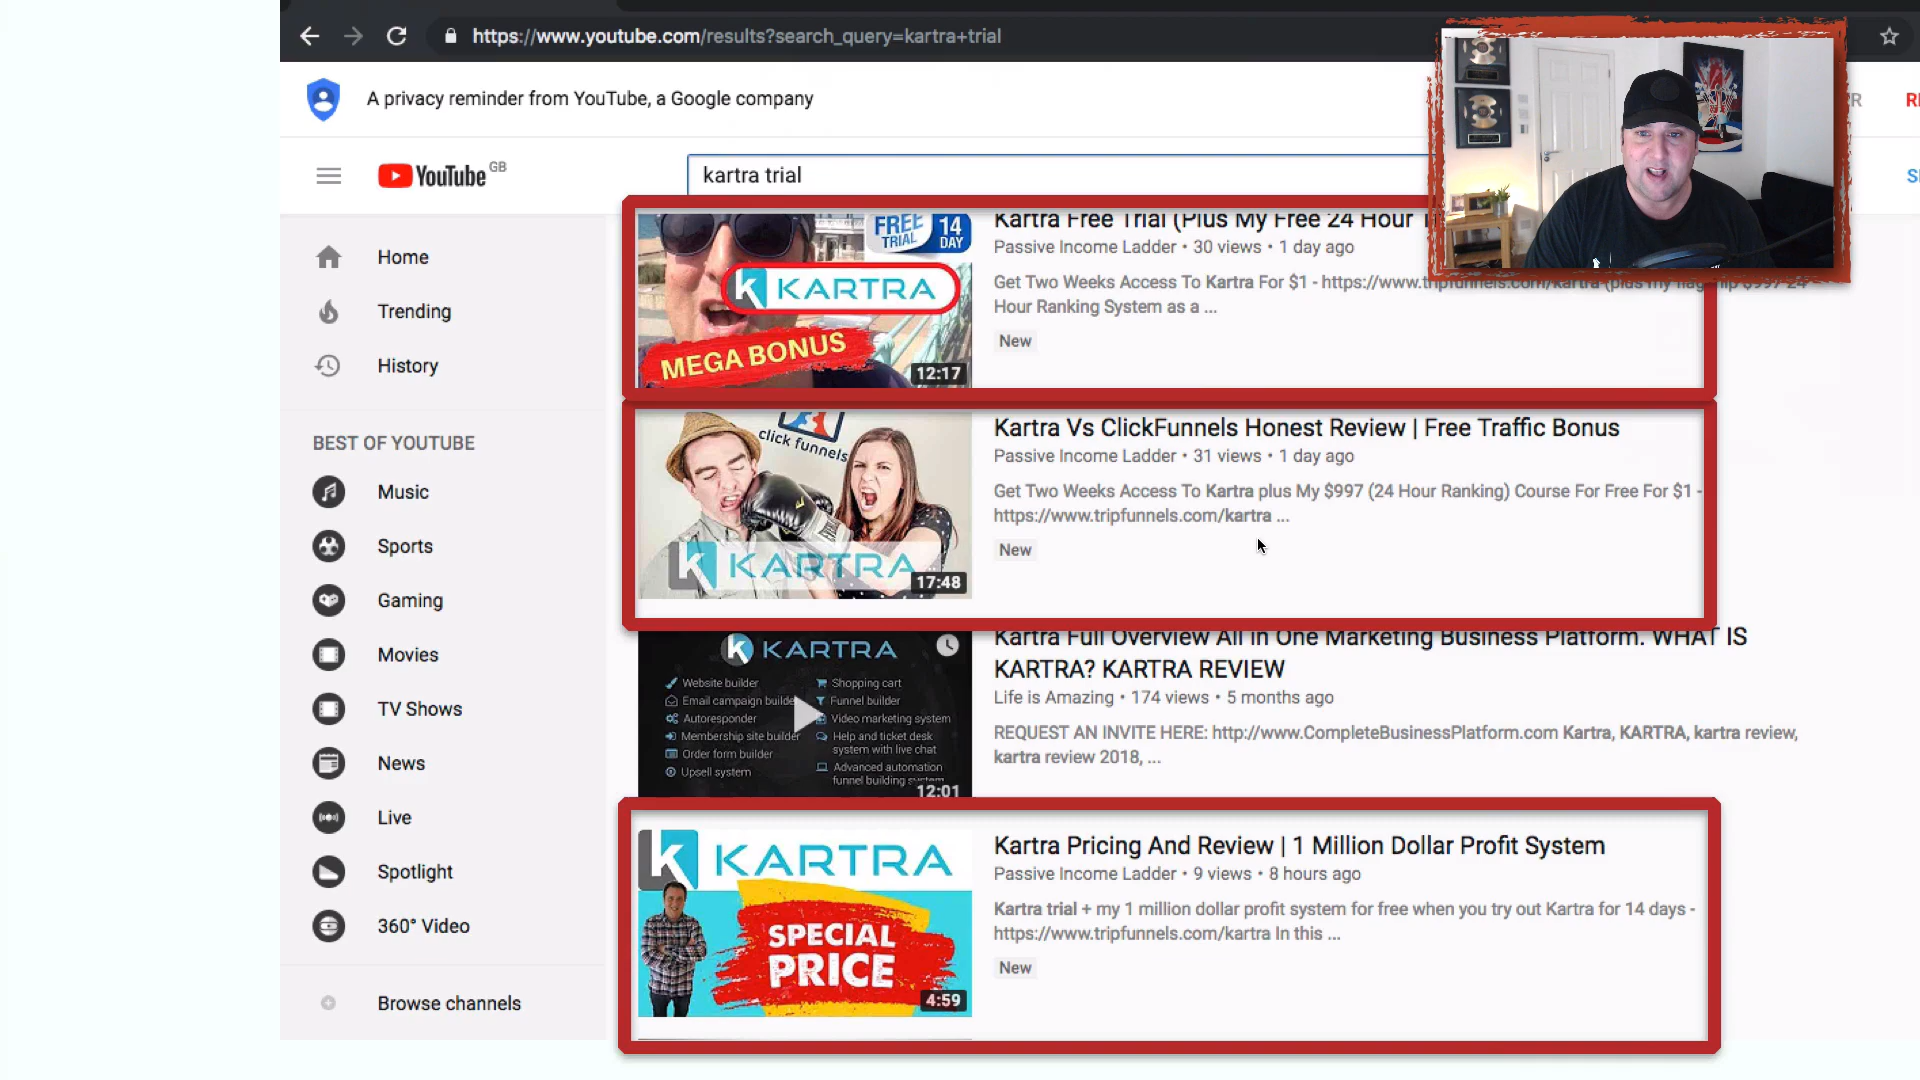 https://www.youtube.com/results?search_query=kartra+trial
A privacy reminder from YouTube, a Google company
YouTube GB
kartra trial
Home
Trending
History
BEST OF YOUTUBE
Music
Sports
Gaming
Movies
TV Shows
News
Live
Spotlight
360° Video
Browse channels
FREE TRIAL 14 DAY
K KARTRA
MEGA BONUS
12:17
Kartra Free Trial (Plus My Free 24 Hour
Passive Income Ladder • 30 views • 1 day ago
Get Two Weeks Access To Kartra For $1 - https://www.tripfunnels.com/kartra (plus my flagship $997 24
Hour Ranking System as a ...
New
click funnels
K KARTRA
17:48
Kartra Vs ClickFunnels Honest Review | Free Traffic Bonus
Passive Income Ladder • 31 views • 1 day ago
Get Two Weeks Access To Kartra plus My $997 (24 Hour Ranking) Course For Free For $1 -
https://www.tripfunnels.com/kartra ...
New
K KARTRA
Website builder
Email campaign builder
Autoresponder
Membership site builder
Order form builder
Upsell system
Shopping cart
Funnel builder
Video marketing system
Help and ticket desk
system with live chat
Advanced automation
funnel building system
12:01
Kartra Full Overview All in One Marketing Business Platform. WHAT IS
KARTRA? KARTRA REVIEW
Life is Amazing • 174 views • 5 months ago
REQUEST AN INVITE HERE: http://www.CompleteBusinessPlatform.com Kartra, KARTRA, kartra review,
kartra review 2018, ...
K KARTRA
SPECIAL
PRICE
4:59
Kartra Pricing And Review | 1 Million Dollar Profit System
Passive Income Ladder • 9 views • 8 hours ago
Kartra trial + my 1 million dollar profit system for free when you try out Kartra for 14 days -
https://www.tripfunnels.com/kartra In this ...
New